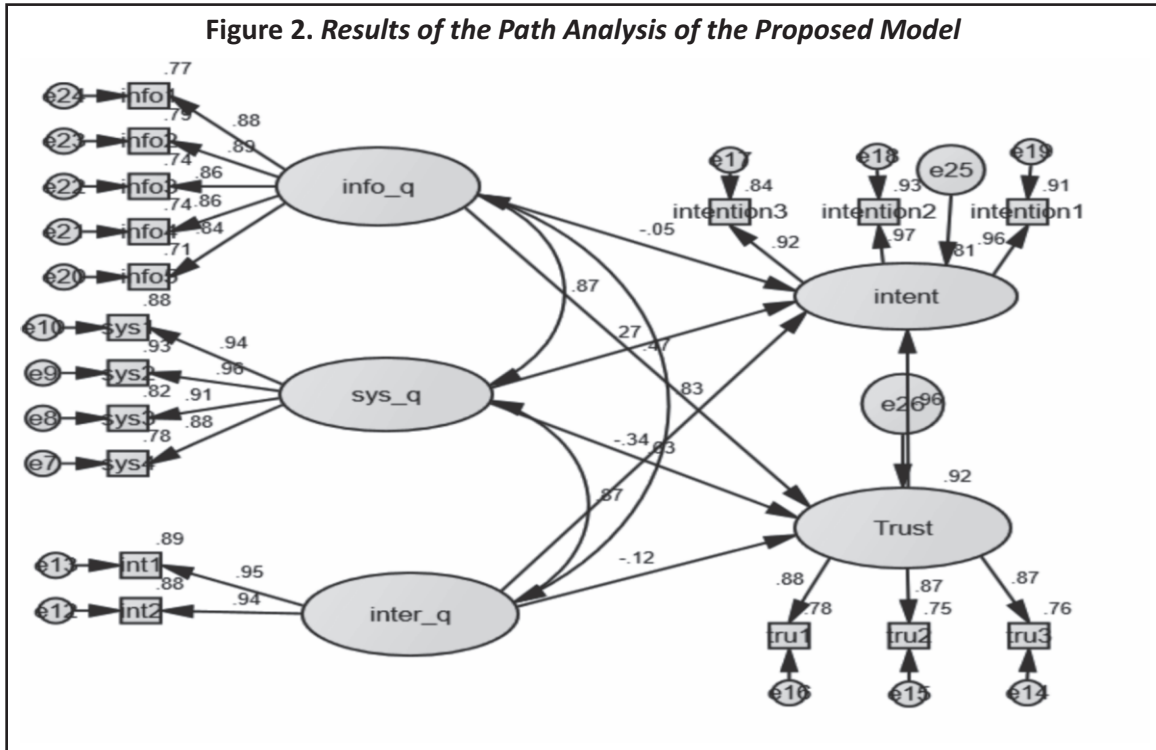 Figure 2. Results of the Path Analysis of the Proposed Model
.77
e24 info1
.88
.79
e23 info2
.89
.74
e22 info3
.86
.74
e21 info4
.86
.71
e20 info5
.84
info_q
.88
e10 sys1
.94
.93
e9 sys2
.96
.82
e8 sys3
.91
.78
e7 sys4
.88
sys_q
.89
e13 int1
.95
.88
e12 int2
.94
inter_q
e17
.84
intention3
.92
e18
.93
intention2
.97
e25
e19
.91
intention1
.96
81
intent
-.05
.87
27
.47
.83
-.34
.87
-.12
e26
.96
.92
Trust
.88
.78
tru1
e16
.87
.75
tru2
e15
.87
.76
tru3
e14